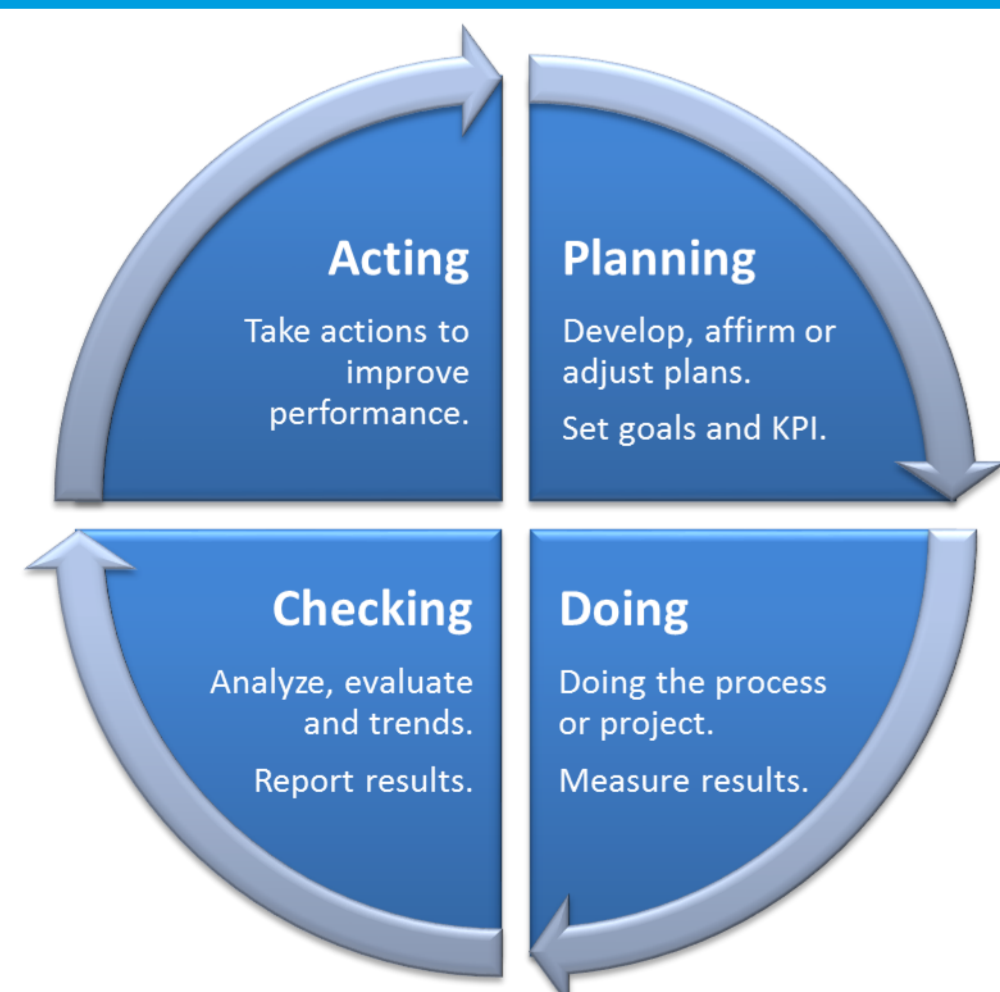 Acting
Take actions to
improve
performance.
Planning
Develop, affirm or
adjust plans.
Set goals and KPI.
Checking
Analyze, evaluate
and trends.
Report results.
Doing
Doing the process
or project.
Measure results.